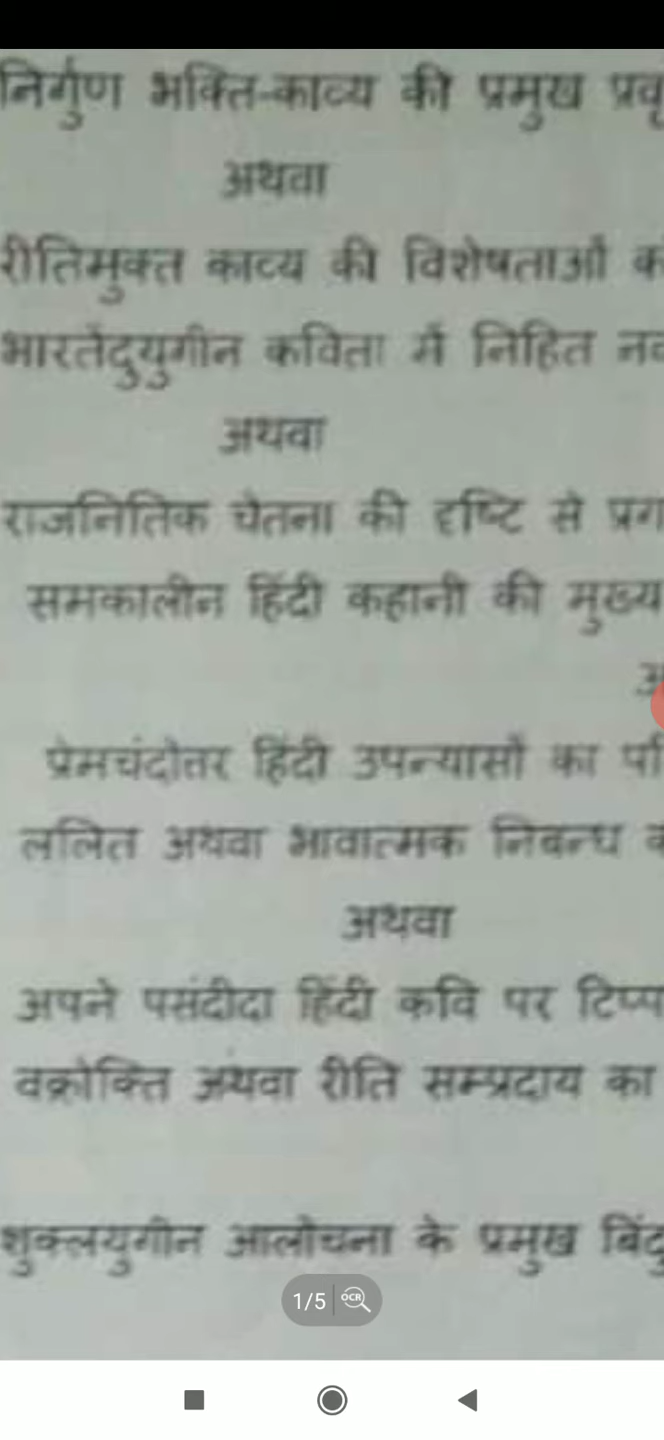 निर्गुण भक्ति-काव्य की प्रमुख
अथवा
रीतिमुक्त काव्य की विशेषताओं
भारतेंदुयुगीन कविता में निहित
अथवा
राजनितिक चेतना की दृष्टि से
समकालीन हिंदी कहानी की मुख्य
प्रेमचंदोतर हिंदी उपन्यासों का
ललित अथवा भावात्मक निबन्ध
अथवा
अपने पसंदीदा हिंदी कवि पर
वक्रोक्ति अथवा रीति सम्प्रदाय का
शुक्लयुगीन आलोचना के प्रमुख
1/5 OCR